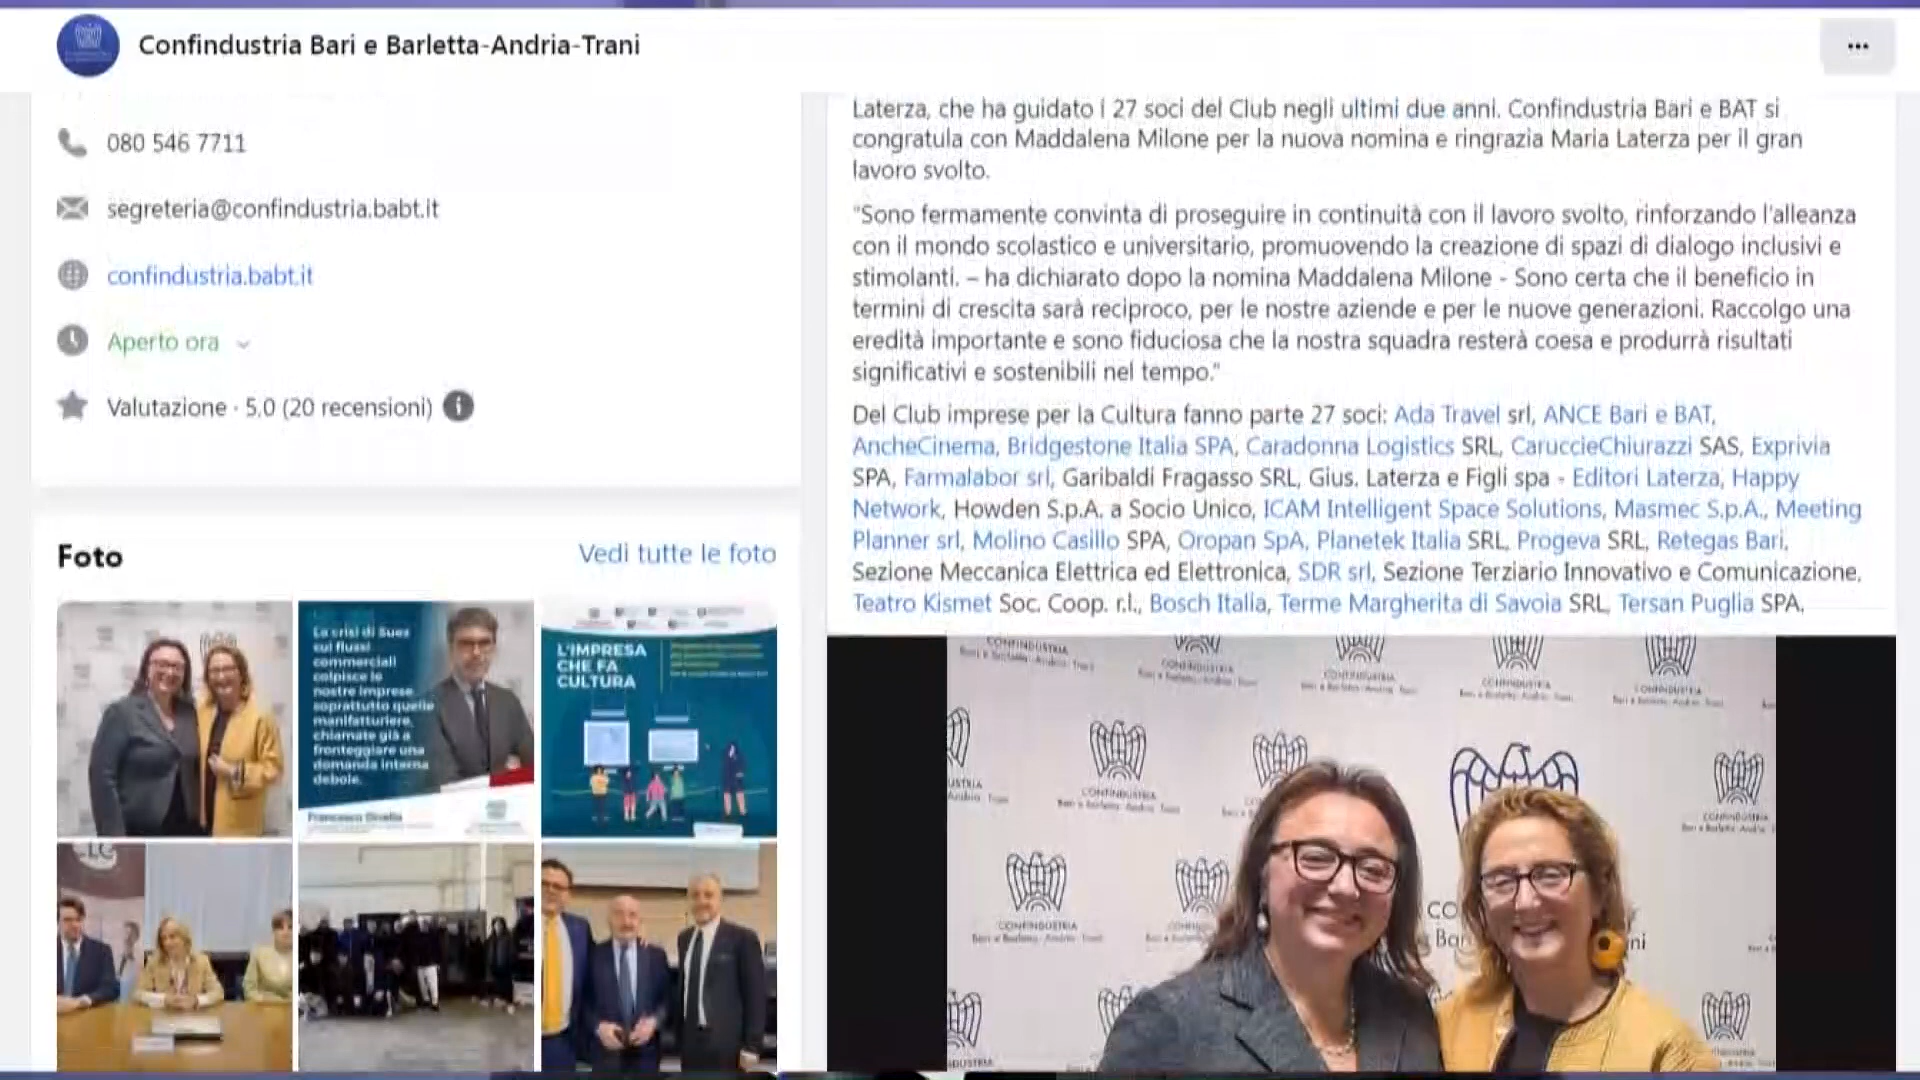 Confindustria Bari e Barletta-Andria-Trani
080 546 7711
segreteria@confindustria.babt.it
confindustria.babt.it
Aperto ora
Valutazione · 5,0 (20 recensioni)
Foto
Vedi tutte le foto
La crisi di Suez
sui flussi
commerciali
colpisce le
nostre imprese
soprattutto quelle
manifatturiere,
chiamate già a
fronteggiare una
domanda interna
debole.
L'IMPRESA
CHE FA
CULTURA
Laterza, che ha guidato i 27 soci del Club negli ultimi due anni. Confindustria Bari e BAT si
congratula con Maddalena Milone per la nuova nomina e ringrazia Maria Laterza per il gran
lavoro svolto.
"Sono fermamente convinta di proseguire in continuità con il lavoro svolto, rinforzando l'alleanza
con il mondo scolastico e universitario, promuovendo la creazione di spazi di dialogo inclusivi e
stimolanti. – ha dichiarato dopo la nomina Maddalena Milone - Sono certa che il beneficio in
termini di crescita sarà reciproco, per le nostre aziende e per le nuove generazioni. Raccolgo una
eredità importante e sono fiduciosa che la nostra squadra resterà coesa e produrrà risultati
significativi e sostenibili nel tempo."
Del Club imprese per la Cultura fanno parte 27 soci: Ada Travel srl, ANCE Bari e BAT,
AncheCinema, Bridgestone Italia SPA, Caradonna Logistics SRL, CaruccieChiurazzi SAS, Exprivia
SPA, Farmalabor srl, Garibaldi Fragasso SRL, Gius. Laterza e Figli spa - Editori Laterza, Happy
Network, Howden S.p.A. a Socio Unico, ICAM Intelligent Space Solutions, Masmec S.p.A., Meeting
Planner srl, Molino Casillo SPA, Oropan SpA, Planetek Italia SRL, Progeva SRL, Retegas Bari,
Sezione Meccanica Elettrica ed Elettronica, SDR srl, Sezione Terziario Innovativo e Comunicazione,
Teatro Kismet Soc. Coop. r.l., Bosch Italia, Terme Margherita di Savoia SRL, Tersan Puglia SPA,
CONFINDUSTRIA
Bari e Barletta-Andria-Trani